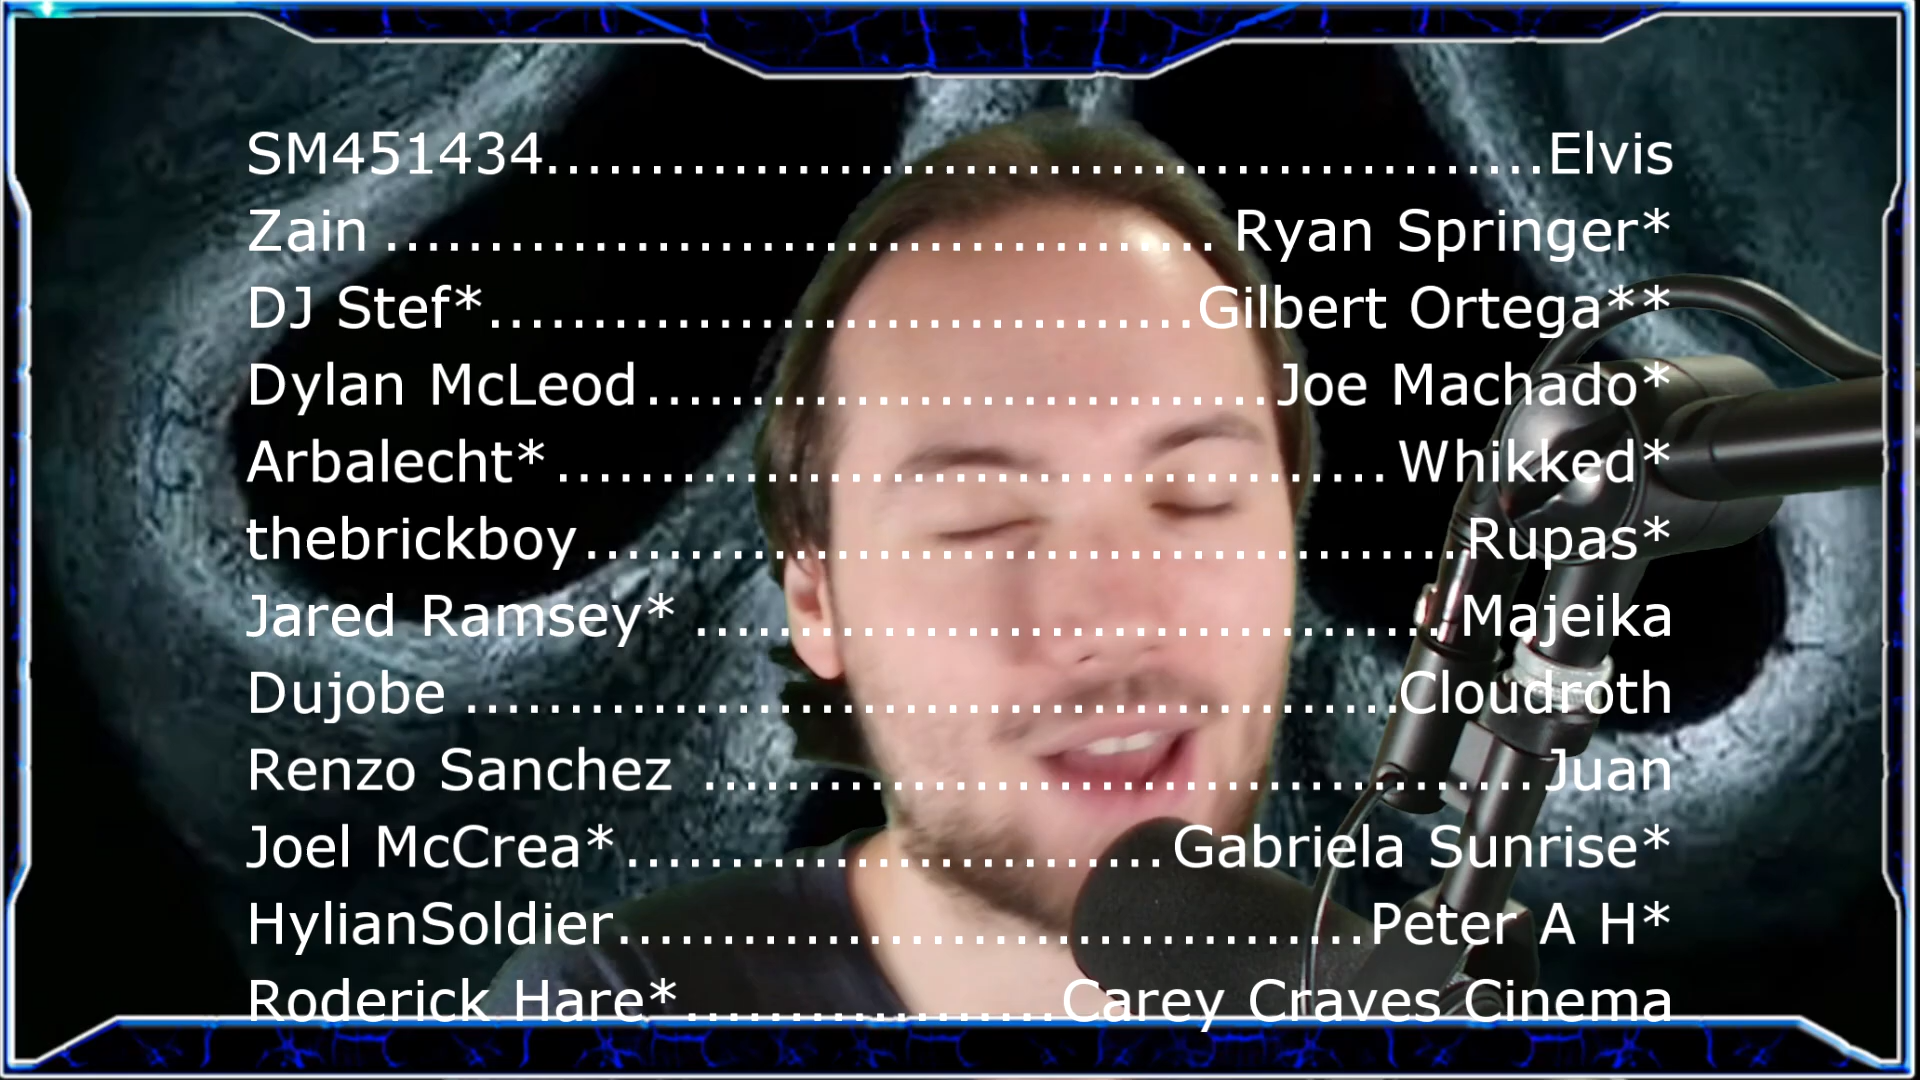 SM451434................................................Elvis
Zain ........................................ Ryan Springer*
DJ Stef*..................................Gilbert Ortega**
Dylan McLeod..............................Joe Machado*
Arbalecht*........................................Whikked*
thebrickboy..........................................Rupas*
Jared Ramsey* .................................... Majeika
Dujobe .............................................Cloudroth
Renzo Sanchez ........................................Juan
Joel McCrea*..........................Gabriela Sunrise*
HylianSoldier....................................Peter A H*
Roderick Hare* ..................Carey Craves Cinema